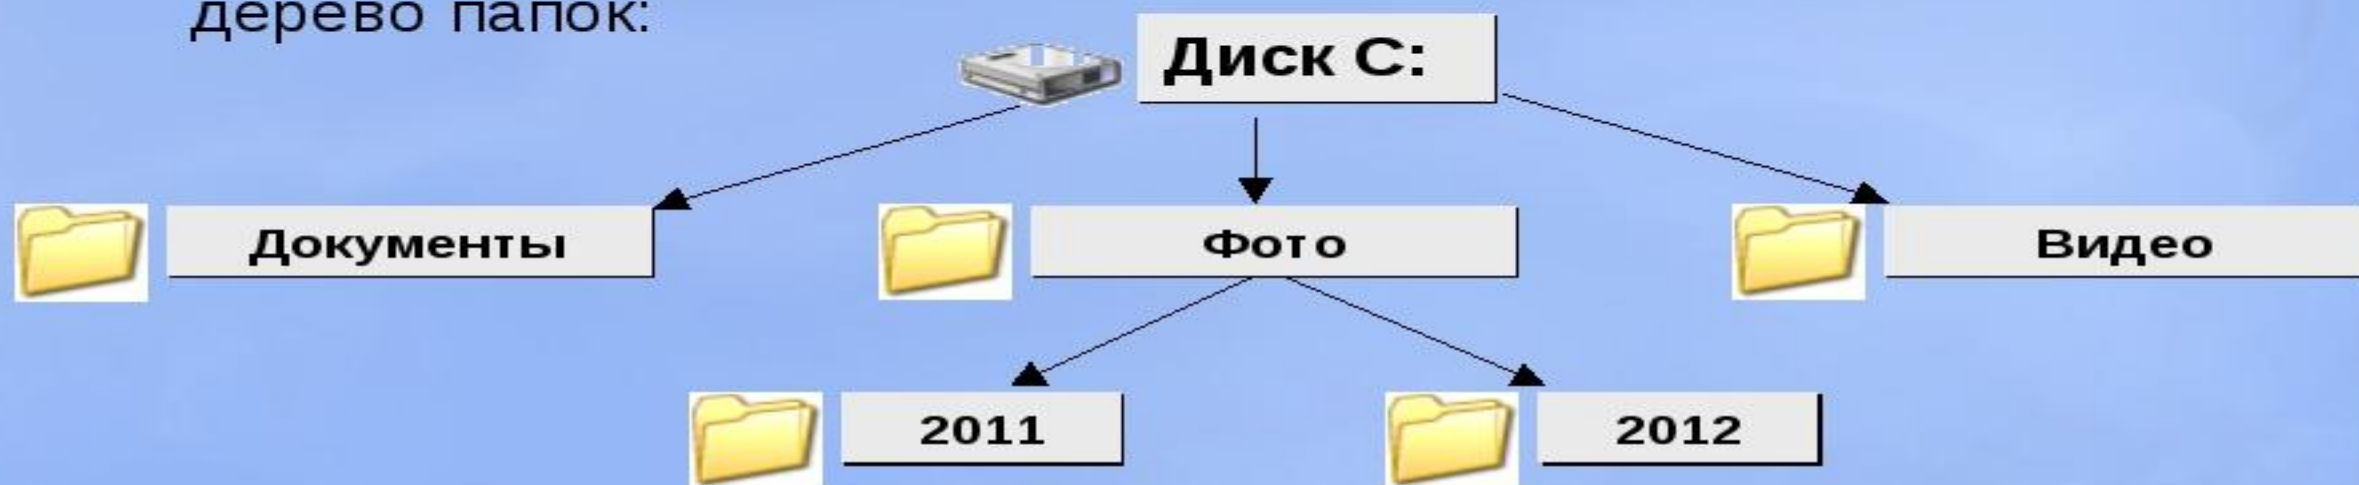 дерево папок:
Диск C:
Документы
Фото
Видео
2011
2012